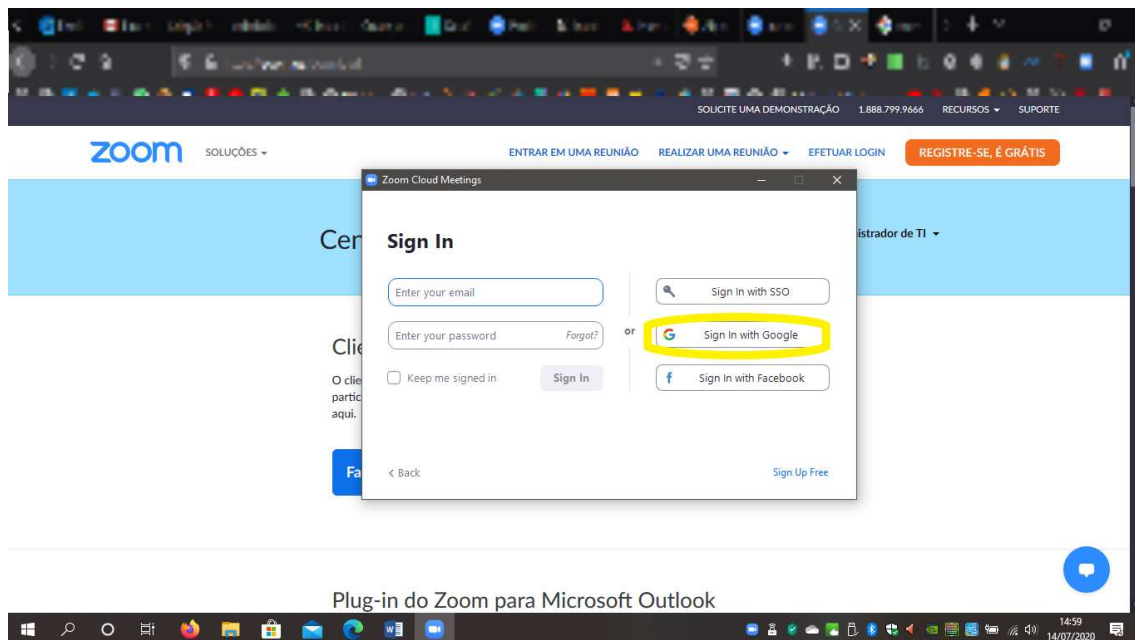 SOLICITE UMA DEMONSTRAÇÃO 1.888.799.9666 RECURSOS SUPORTE
zoom SOLUÇÕES ENTRAR EM UMA REUNIÃO REALIZAR UMA REUNIÃO EFETUAR LOGIN REGISTRE-SE, É GRÁTIS
Zoom Cloud Meetings
Cen
istrador de TI
Sign In
Enter your email
Sign In with SSO
Enter your password Forgot?
or
Sign In with Google
Keep me signed in Sign In
Sign In with Facebook
< Back
Sign Up Free
Clie
O clie
partic
aqui.
Fa
Plug-in do Zoom para Microsoft Outlook
14:59
14/07/2020